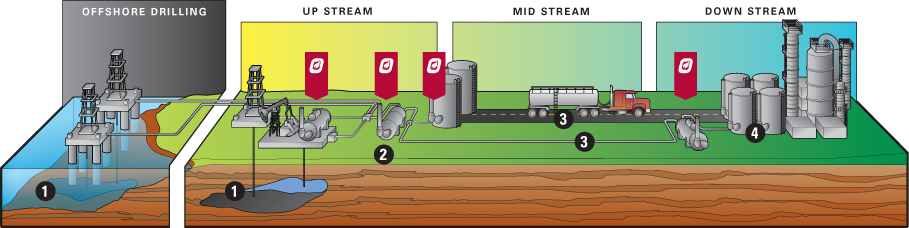 OFFSHORE DRILLING
UP STREAM
MID STREAM
DOWN STREAM
1
1
2
3
3
4